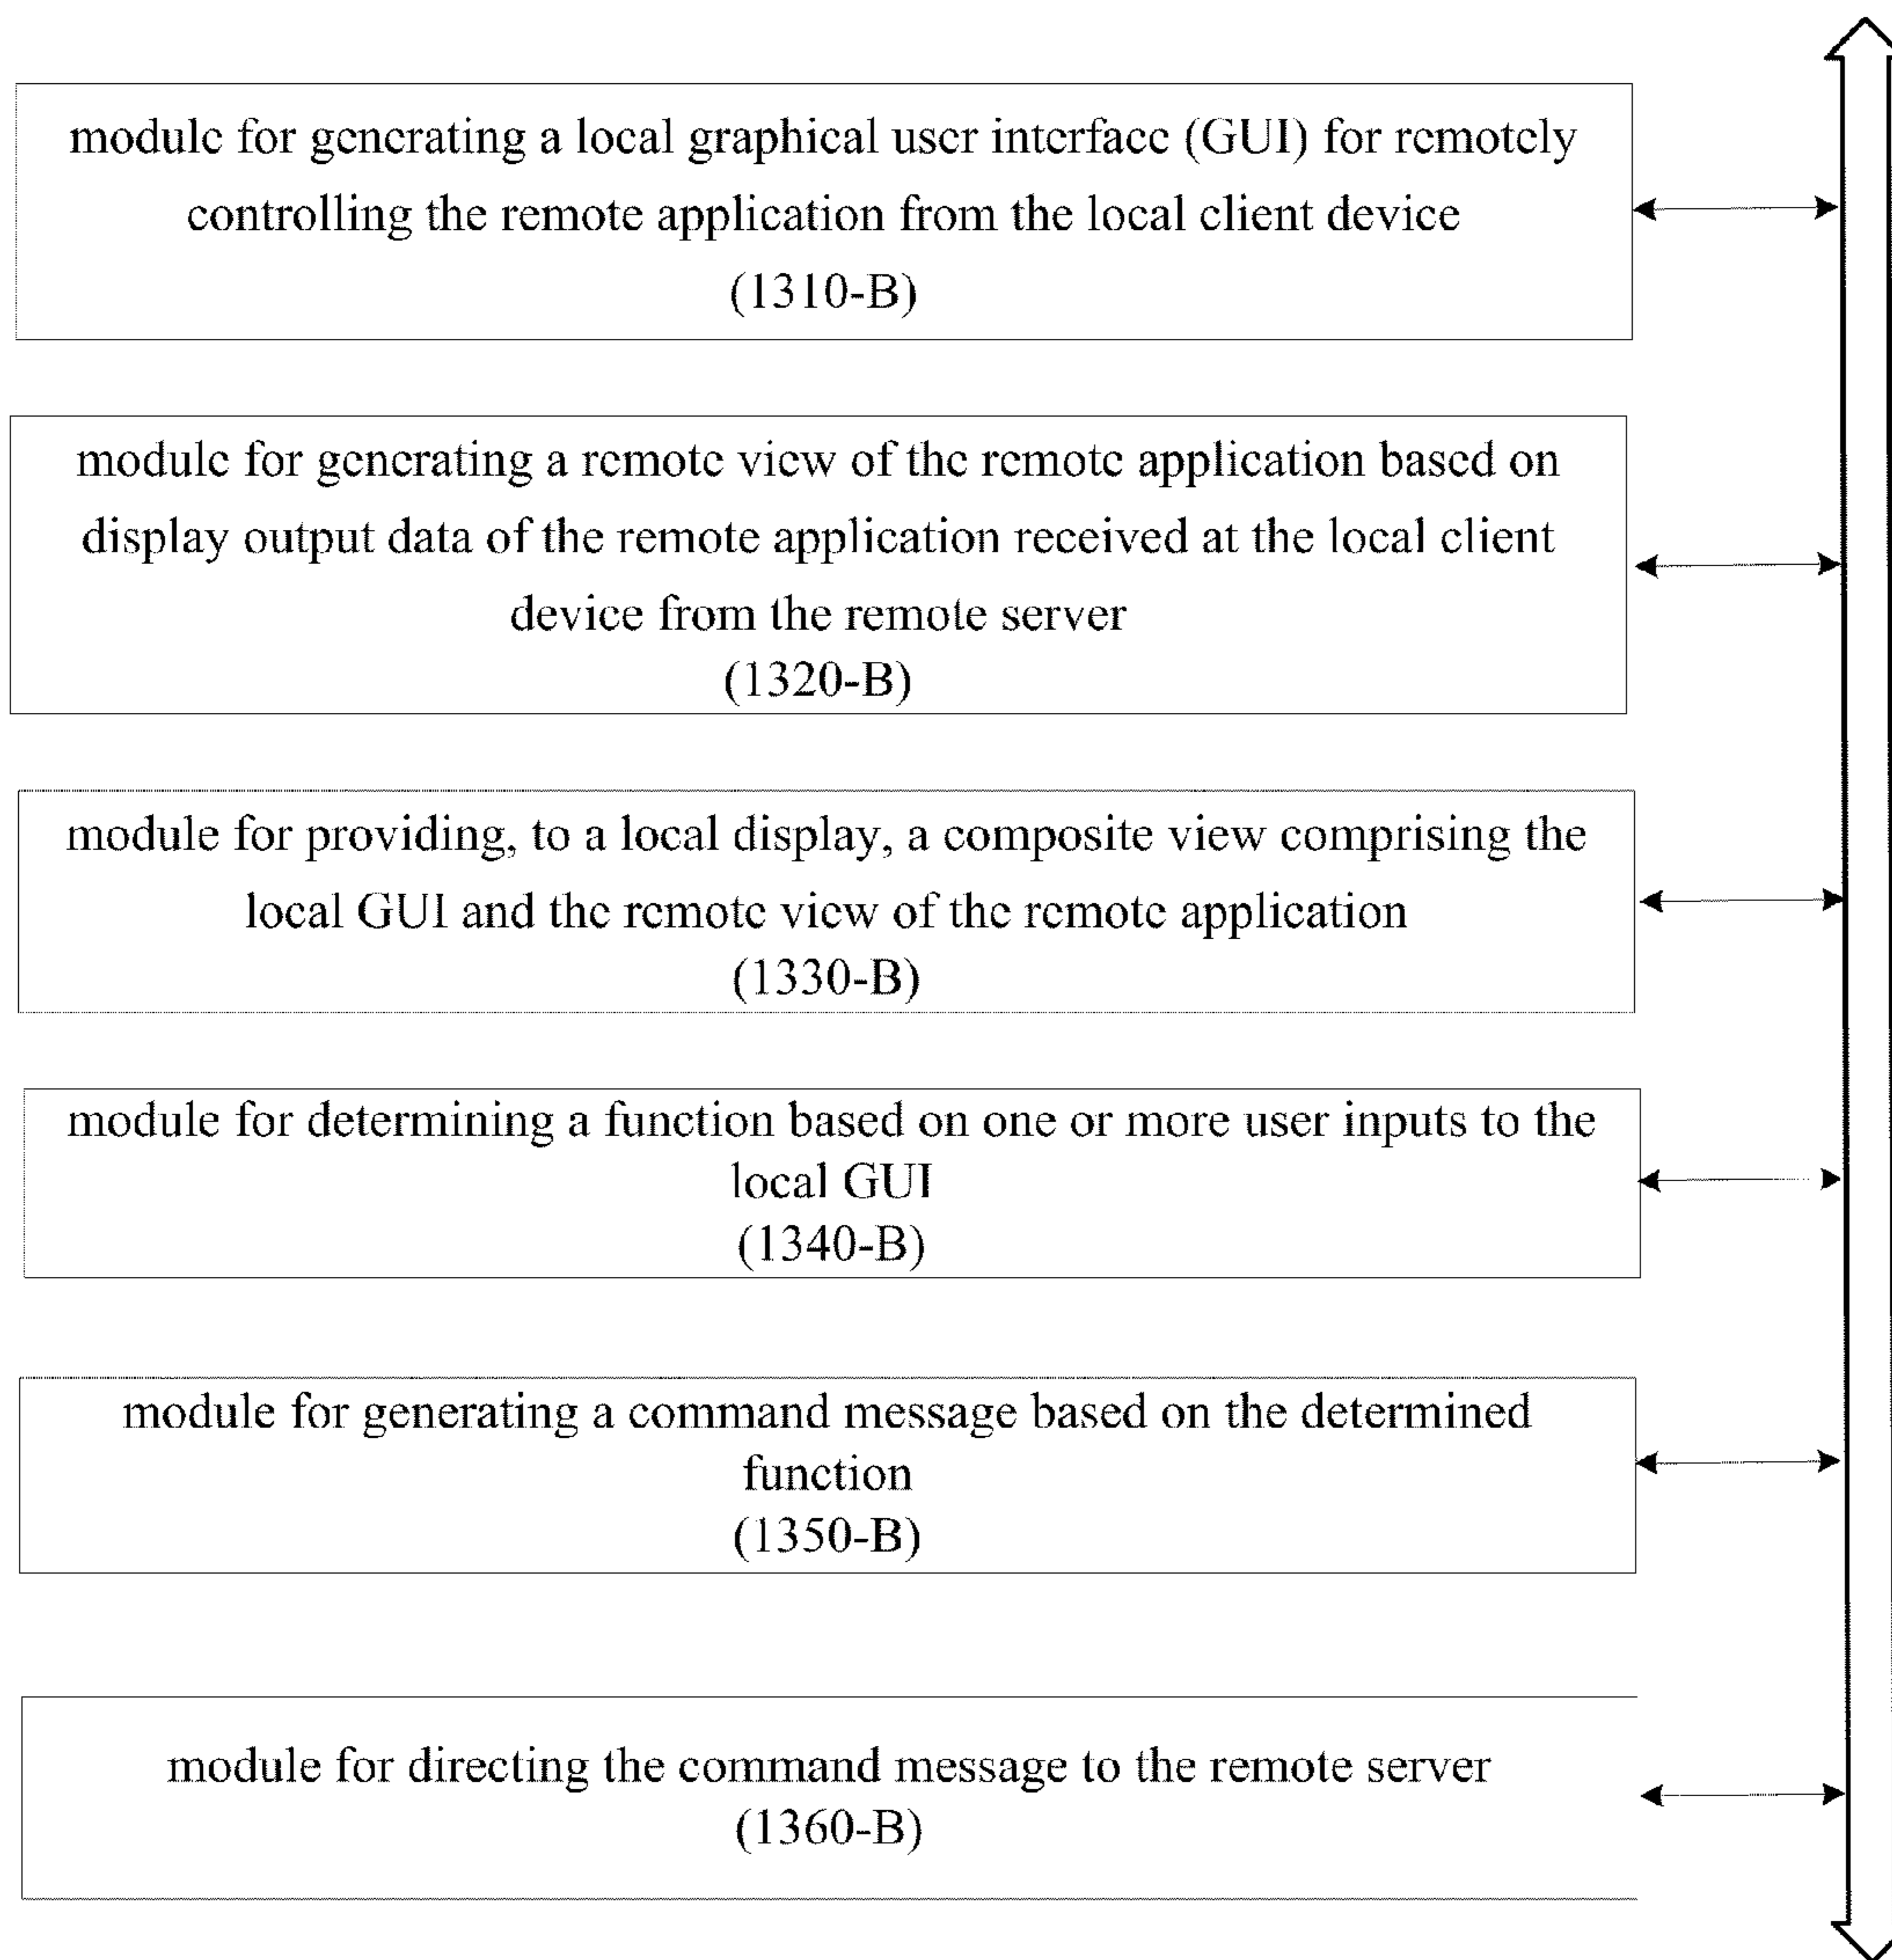 module for generating a local graphical user interface (GUI) for remotely
controlling the remote application from the local client device
(1310-B)
module for generating a remote view of the remote application based on
display output data of the remote application received at the local client
device from the remote server
(1320-B)
module for providing, to a local display, a composite view comprising the
local GUI and the remote view of the remote application
(1330-B)
module for determining a function based on one or more user inputs to the
local GUI
(1340-B)
module for generating a command message based on the determined
function
(1350-B)
module for directing the command message to the remote server
(1360-B)